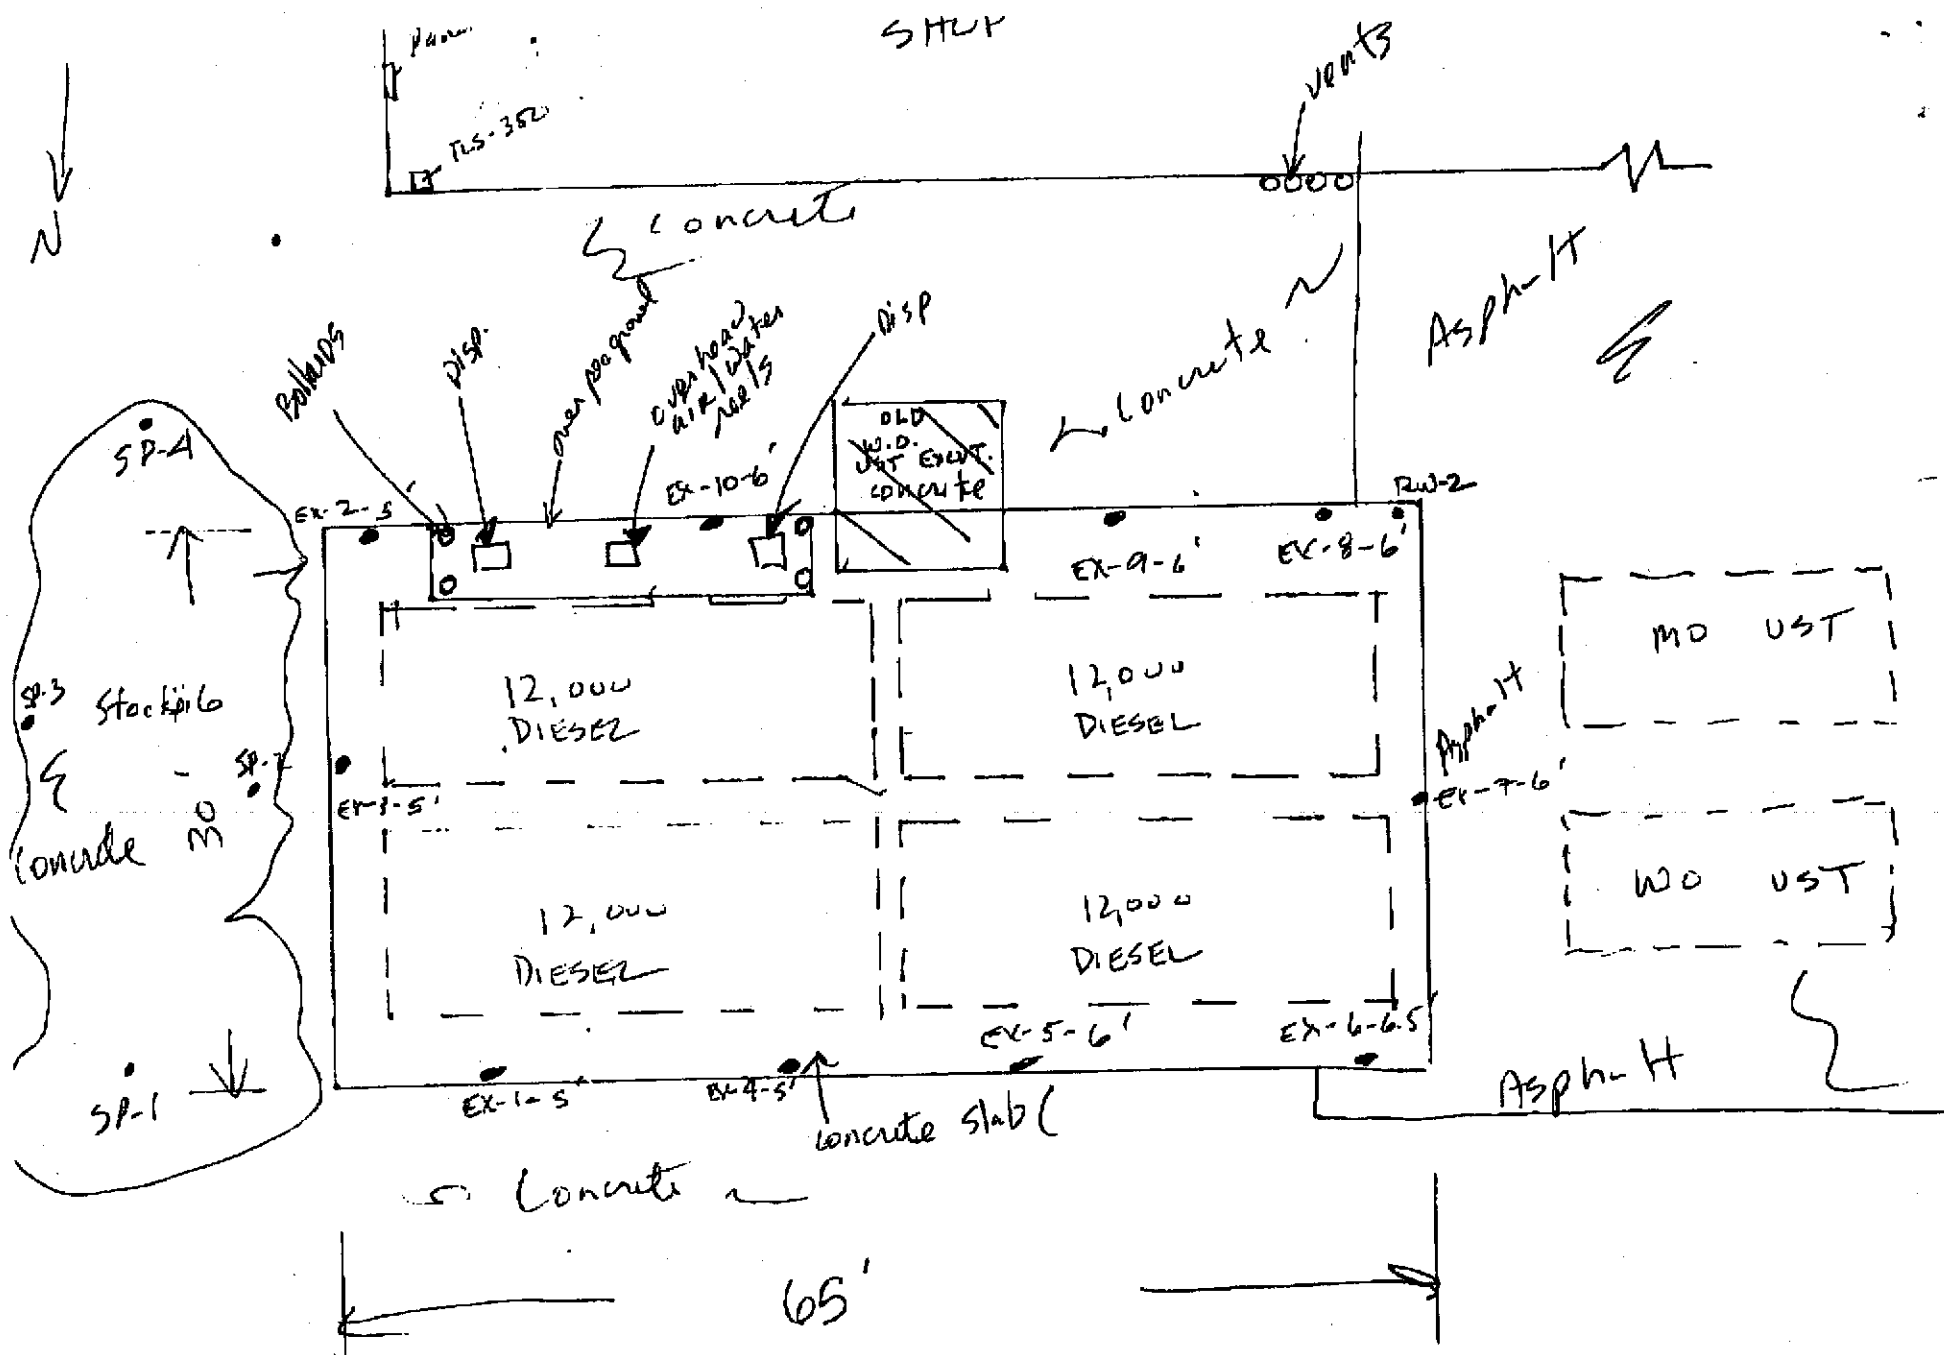 SHOP
vents
TLS-350
N
Concrete
Asphalt
Concrete
Bollards
Disp.
overhead
air/water
reels
Disp
OLD
W.O.
UST EXCVT.
concrete
SP-4
EX-2-5'
EX-10-6'
RW-2
EX-9-6'
EX-8-6'
MO UST
12,000
DIESEL
12,000
DIESEL
SP-3
Stockpile
SP-2
Asphalt
EX-3-5'
EX-7-6'
30
Concrete
12,000
DIESEL
12,000
DIESEL
WO UST
EX-5-6'
EX-6-6.5'
SP-1
EX-1-5'
EX-4-5'
Asphalt
concrete slab (
Concrete
65'